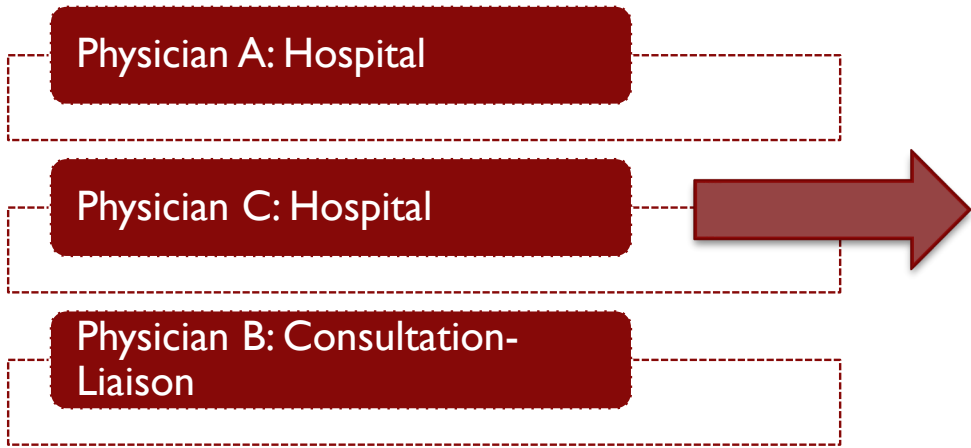 Physician A: Hospital
Physician C: Hospital
Physician B: Consultation-
Liaison